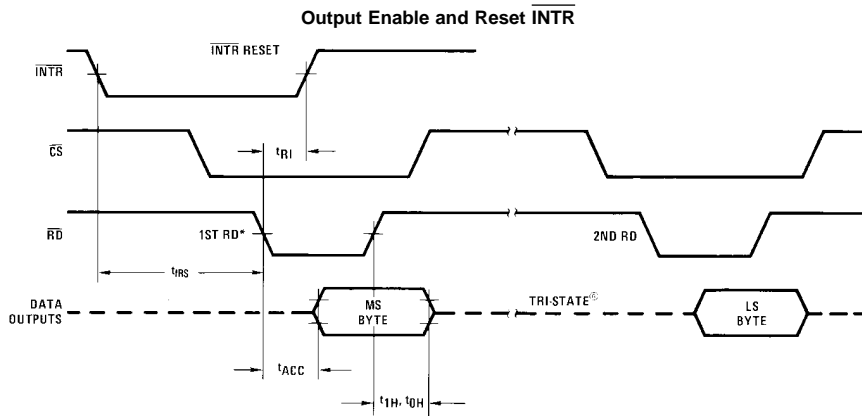 Output Enable and Reset INTR
INTR
INTR RESET
CS
tRI
RD
1ST RD*
2ND RD
tIRS
DATA
OUTPUTS
MS
BYTE
TRI-STATE®
LS
BYTE
tACC
t1H, t0H